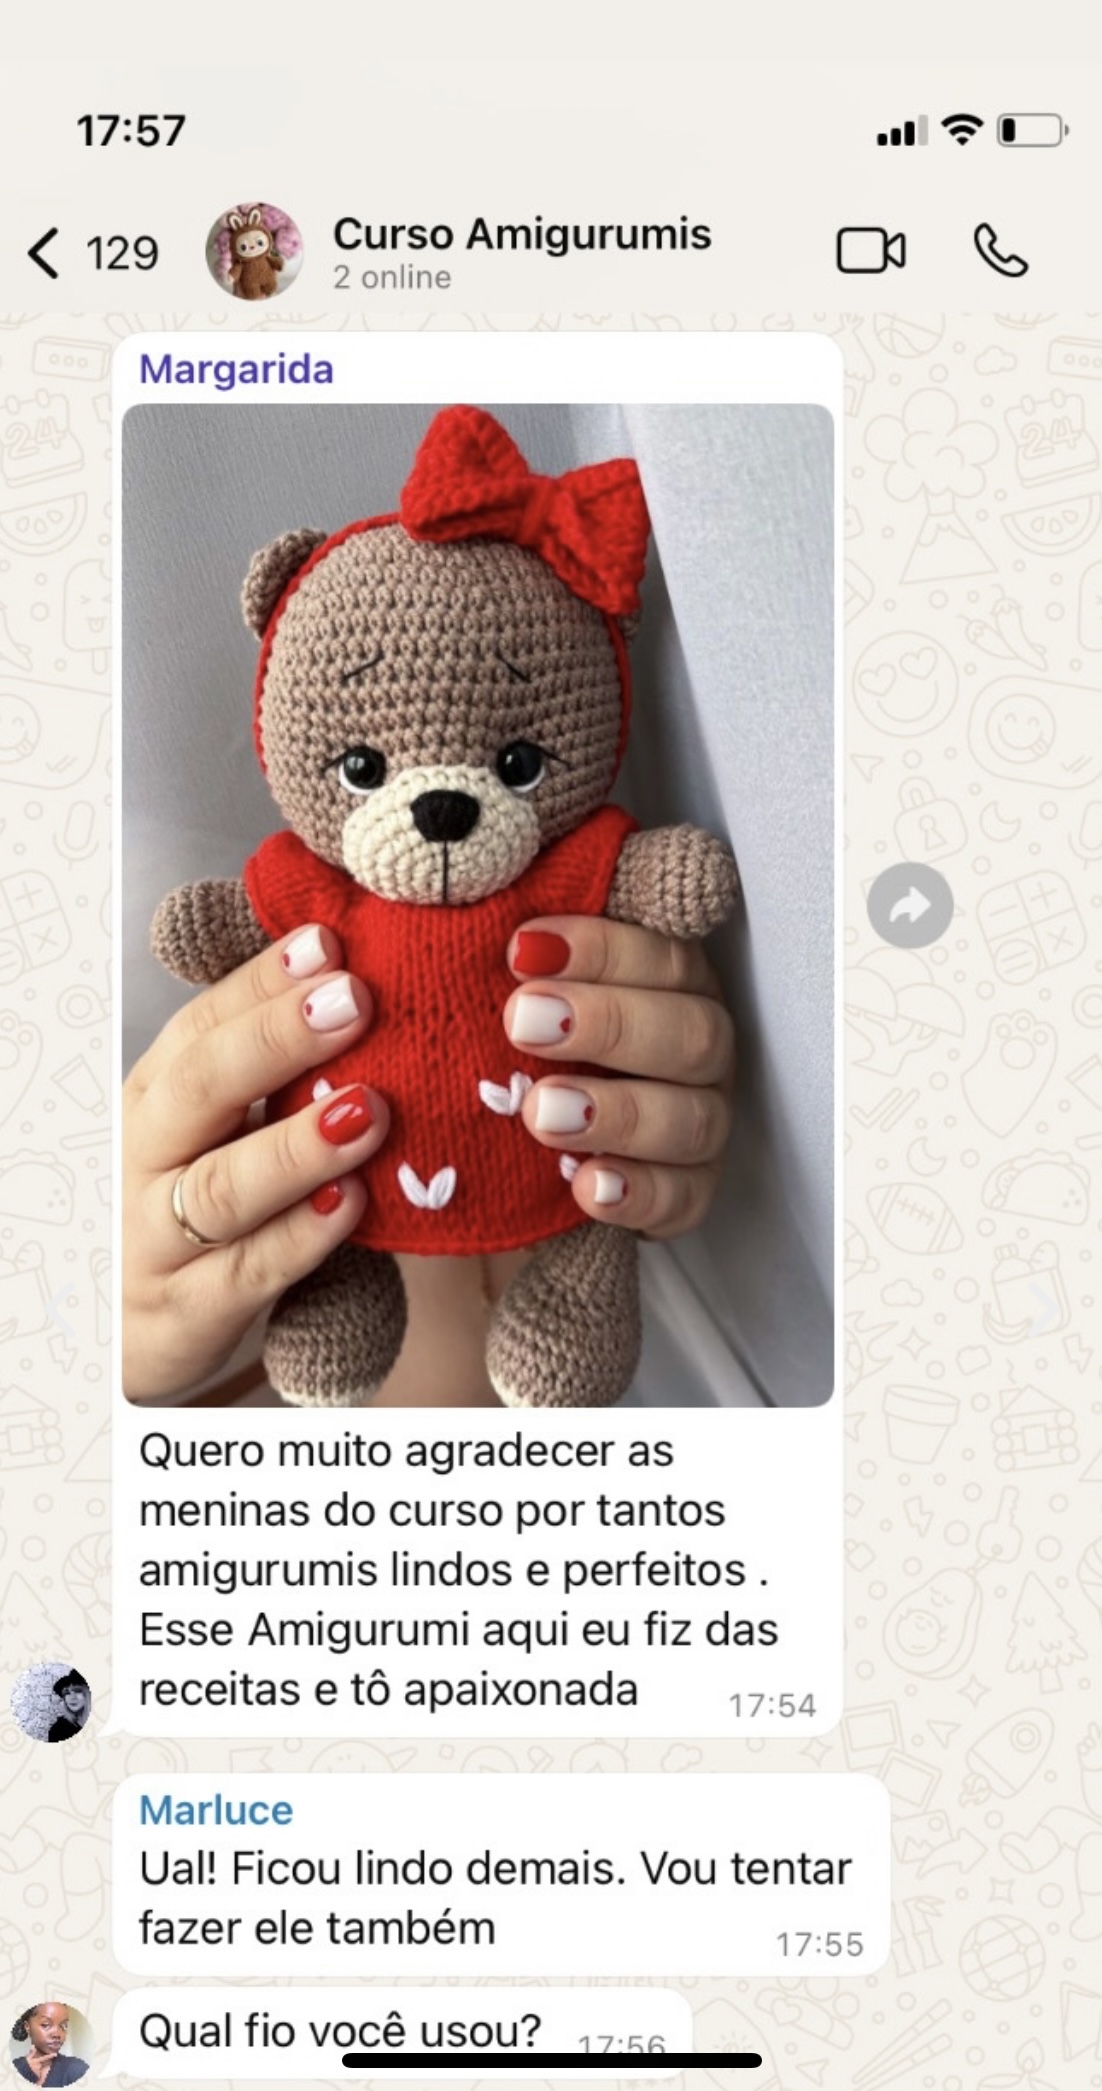 17:57
129
Curso Amigurumis
2 online
Margarida
Quero muito agradecer as
meninas do curso por tantos
amigurumis lindos e perfeitos .
Esse Amigurumi aqui eu fiz das
receitas e tô apaixonada
17:54
Marluce
Ual! Ficou lindo demais. Vou tentar
fazer ele também
17:55
Qual fio você usou?
17:56